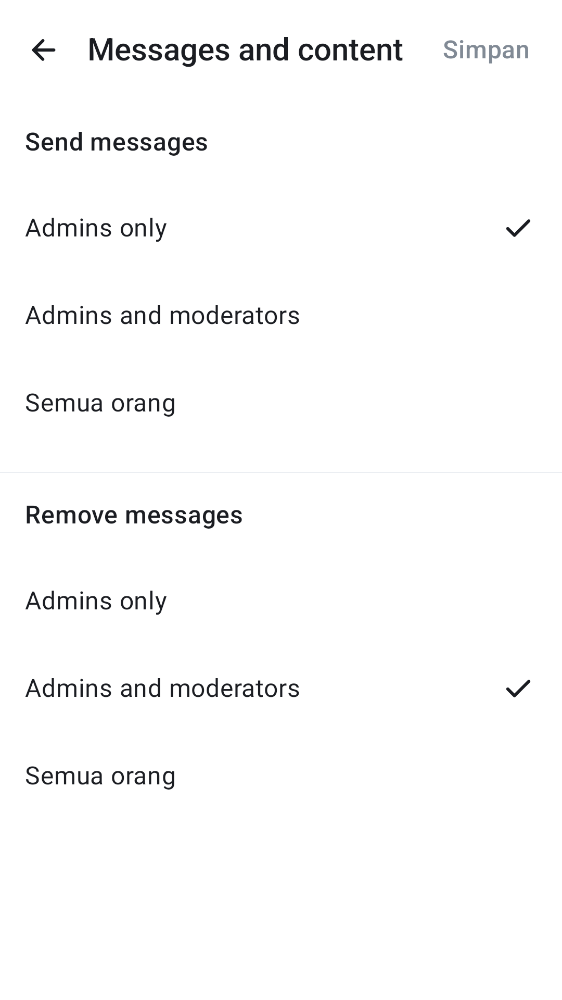 Messages and content Simpan
Send messages
Admins only
Admins and moderators
Semua orang
Remove messages
Admins only
Admins and moderators
Semua orang